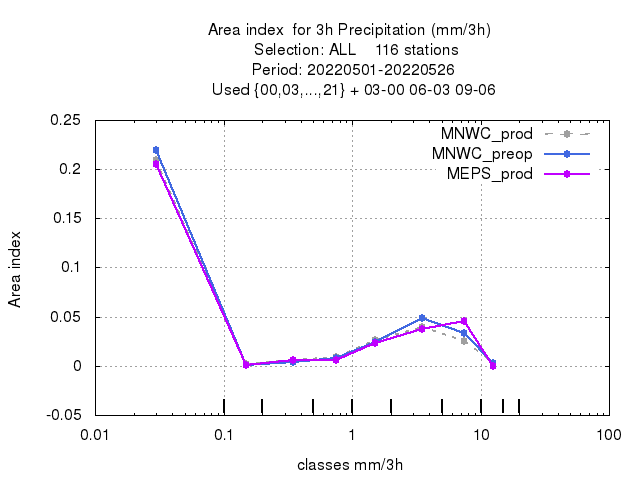 Area index  for 3h Precipitation (mm/3h)
Selection: ALL    116 stations
Period: 20220501-20220526
Used {00,03,...,21} + 03-00 06-03 09-06
MNWC_prod
MNWC_preop
MEPS_prod
0.25
0.2
0.15
0.1
0.05
0
-0.05
Area index
0.01 0.1 1 10 100
classes mm/3h